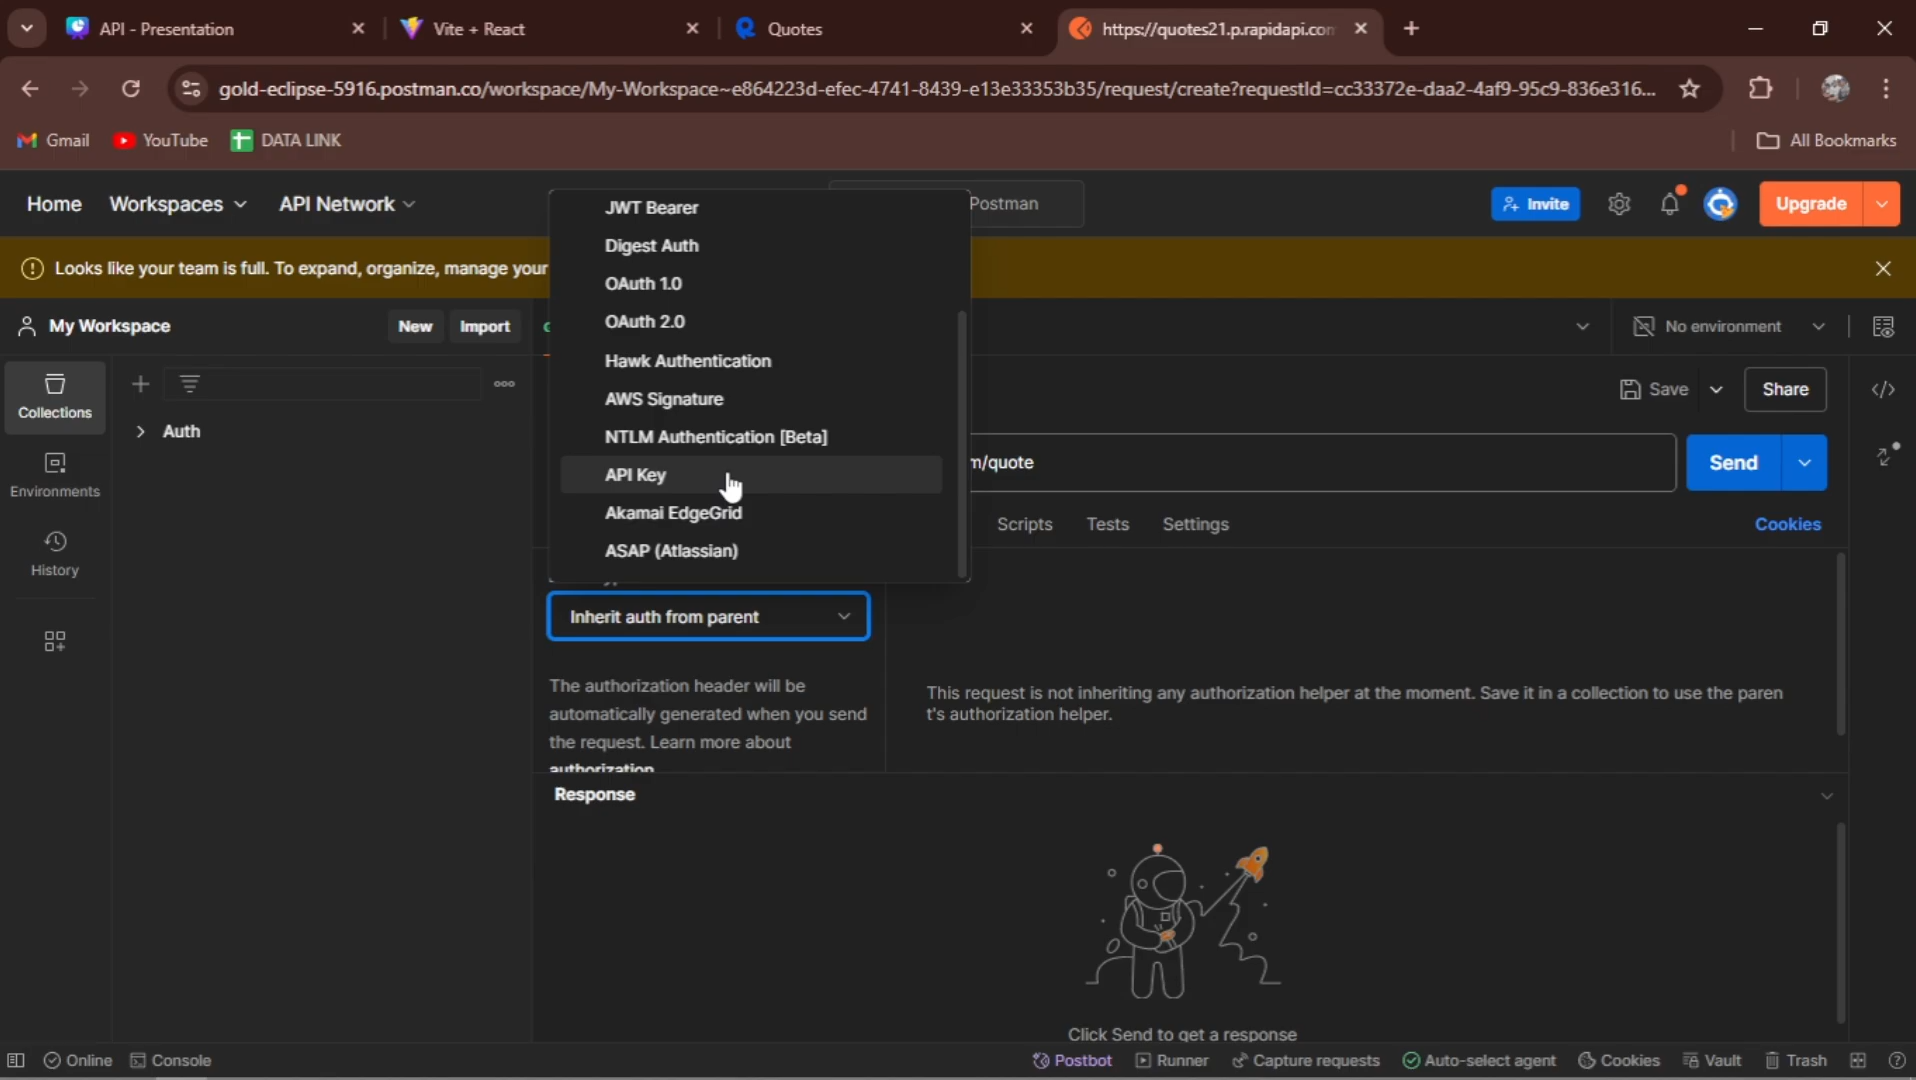 API - Presentation
Vite + React
Quotes
https://quotes21.p.rapidapi.com
gold-eclipse-5916.postman.co/workspace/My-Workspace~e864223d-efec-4741-8439-e13e33353b35/request/create?requestId=cc33372e-daa2-4af9-95c9-836e316...
Gmail
YouTube
DATA LINK
All Bookmarks
Home
Workspaces
API Network
Postman
Invite
Upgrade
Looks like your team is full. To expand, organize, manage your
My Workspace
New
Import
No environment
Collections
Environments
History
Auth
JWT Bearer
Digest Auth
OAuth 1.0
OAuth 2.0
Hawk Authentication
AWS Signature
NTLM Authentication [Beta]
API Key
Akamai EdgeGrid
ASAP (Atlassian)
Save
Share
m/quote
Send
Scripts
Tests
Settings
Cookies
Inherit auth from parent
The authorization header will be
automatically generated when you send
the request. Learn more about
authorization
This request is not inheriting any authorization helper at the moment. Save it in a collection to use the paren
t's authorization helper.
Response
Click Send to get a response
Online
Console
Postbot
Runner
Capture requests
Auto-select agent
Cookies
Vault
Trash